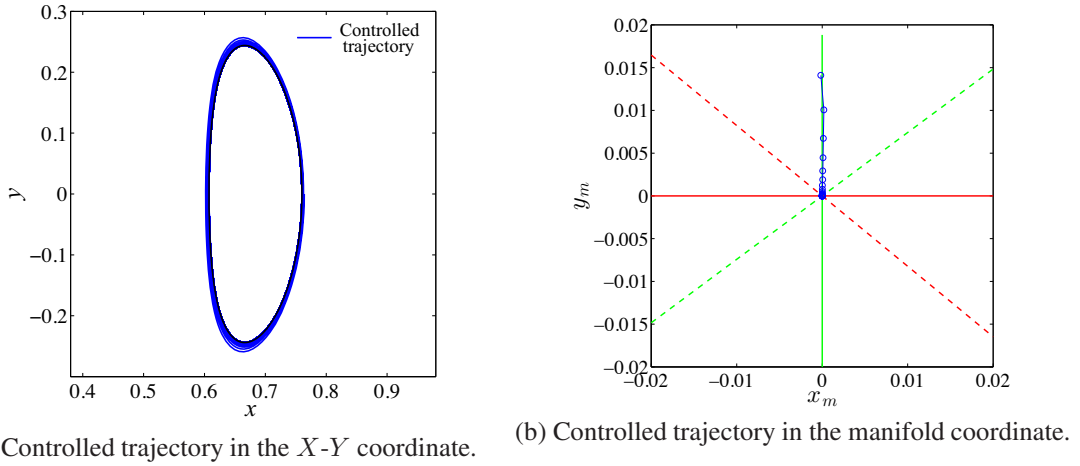 0.3
0.2
0.1
0
−0.1
−0.2
y
0.4 0.5 0.6 0.7 0.8 0.9
x
Controlled
trajectory
Controlled trajectory in the X-Y coordinate.
0.02
0.015
0.01
0.005
0
−0.005
−0.01
−0.015
−0.02
y_m
−0.02 −0.01 0 0.01 0.02
x_m
(b) Controlled trajectory in the manifold coordinate.